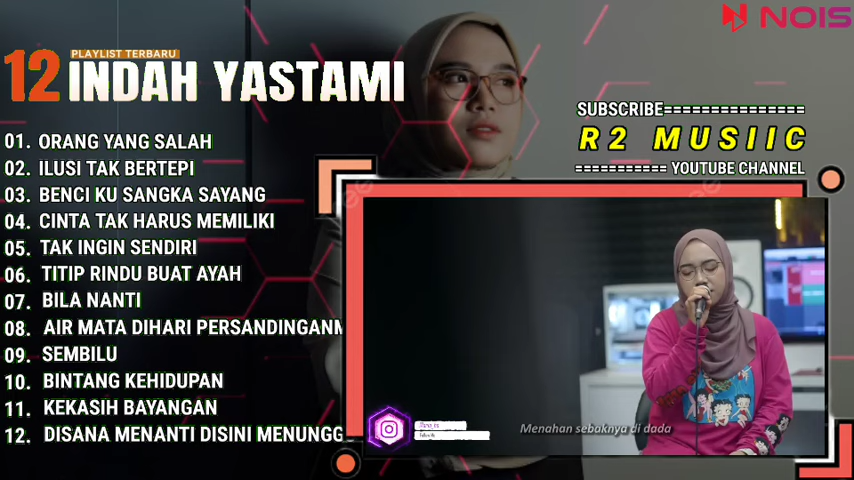 NOIS
PLAYLIST TERBARU
12 INDAH YASTAMI
SUBSCRIBE===============
R2 MUSIIC
=========== YOUTUBE CHANNEL
01. ORANG YANG SALAH
02. ILUSI TAK BERTEPI
03. BENCI KU SANGKA SAYANG
04. CINTA TAK HARUS MEMILIKI
05. TAK INGIN SENDIRI
06. TITIP RINDU BUAT AYAH
07. BILA NANTI
08. AIR MATA DIHARI PERSANDINGANM
09. SEMBILU
10. BINTANG KEHIDUPAN
11. KEKASIH BAYANGAN
12. DISANA MENANTI DISINI MENUNGG
Menahan sebaknya di dada